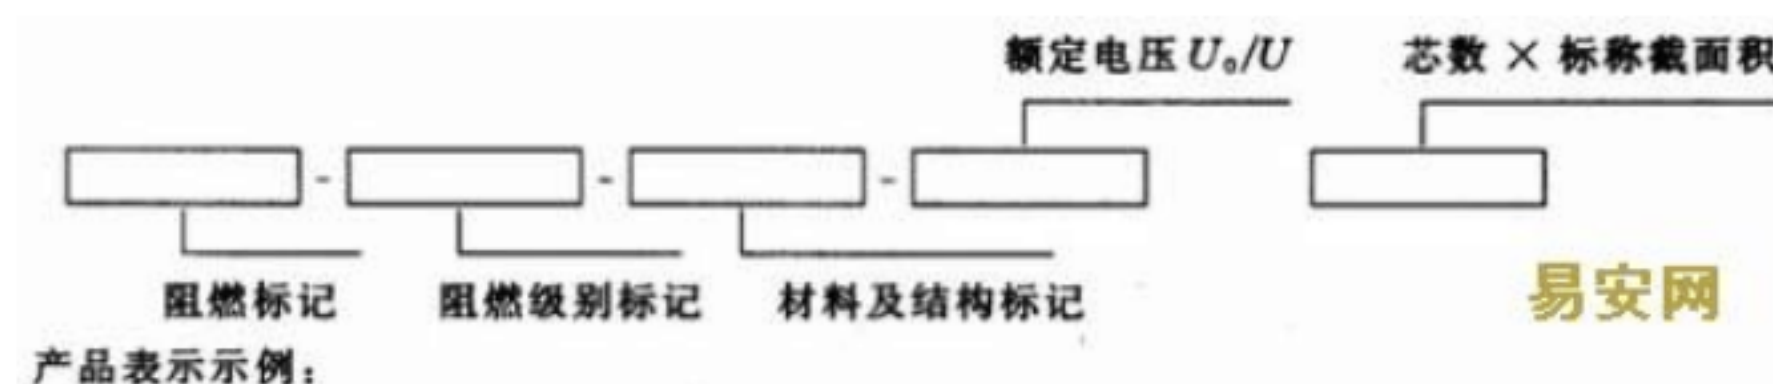 额定电压 U₀/U
芯数 × 标称截面积
- - -
阻燃标记
阻燃级别标记
材料及结构标记
易安网
产品表示示例：